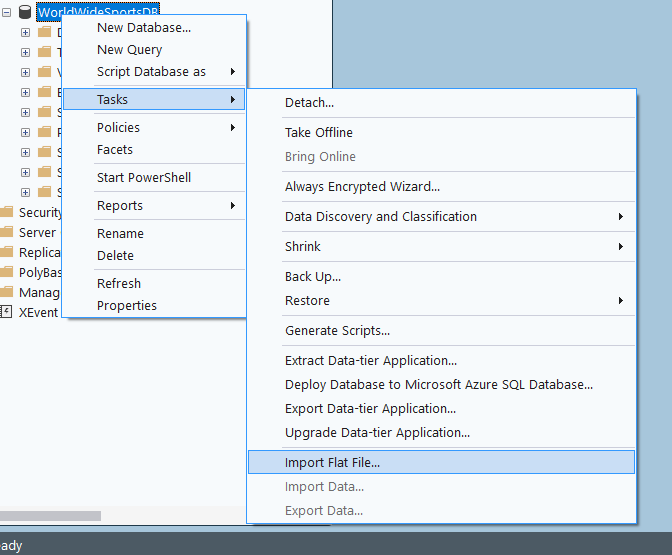 WorldWideSportsDB
New Database...
New Query
Script Database as
Tasks
Policies
Facets
Start PowerShell
Reports
Rename
Delete
Refresh
Properties
Detach...
Take Offline
Bring Online
Always Encrypted Wizard...
Data Discovery and Classification
Shrink
Back Up...
Restore
Generate Scripts...
Extract Data-tier Application...
Deploy Database to Microsoft Azure SQL Database...
Export Data-tier Application...
Upgrade Data-tier Application...
Import Flat File...
Import Data...
Export Data...
Security
Server
Replica
PolyBas
Manag
XEvent
eady